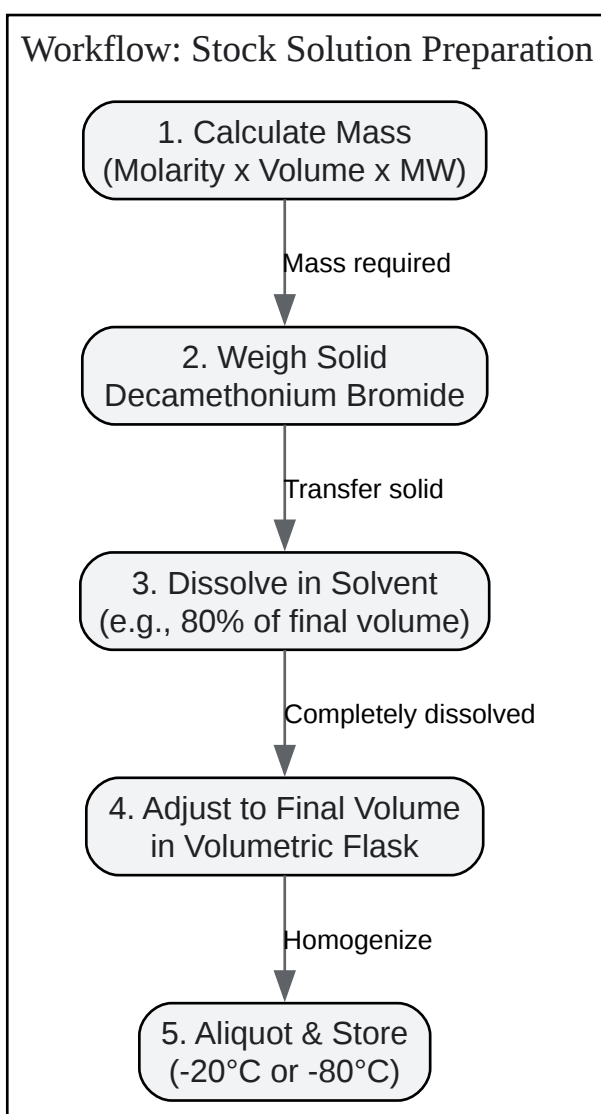 Workflow: Stock Solution Preparation
1. Calculate Mass
(Molarity x Volume x MW)
Mass required
2. Weigh Solid
Decamethonium Bromide
Transfer solid
3. Dissolve in Solvent
(e.g., 80% of final volume)
Completely dissolved
4. Adjust to Final Volume
in Volumetric Flask
Homogenize
5. Aliquot & Store
(-20°C or -80°C)